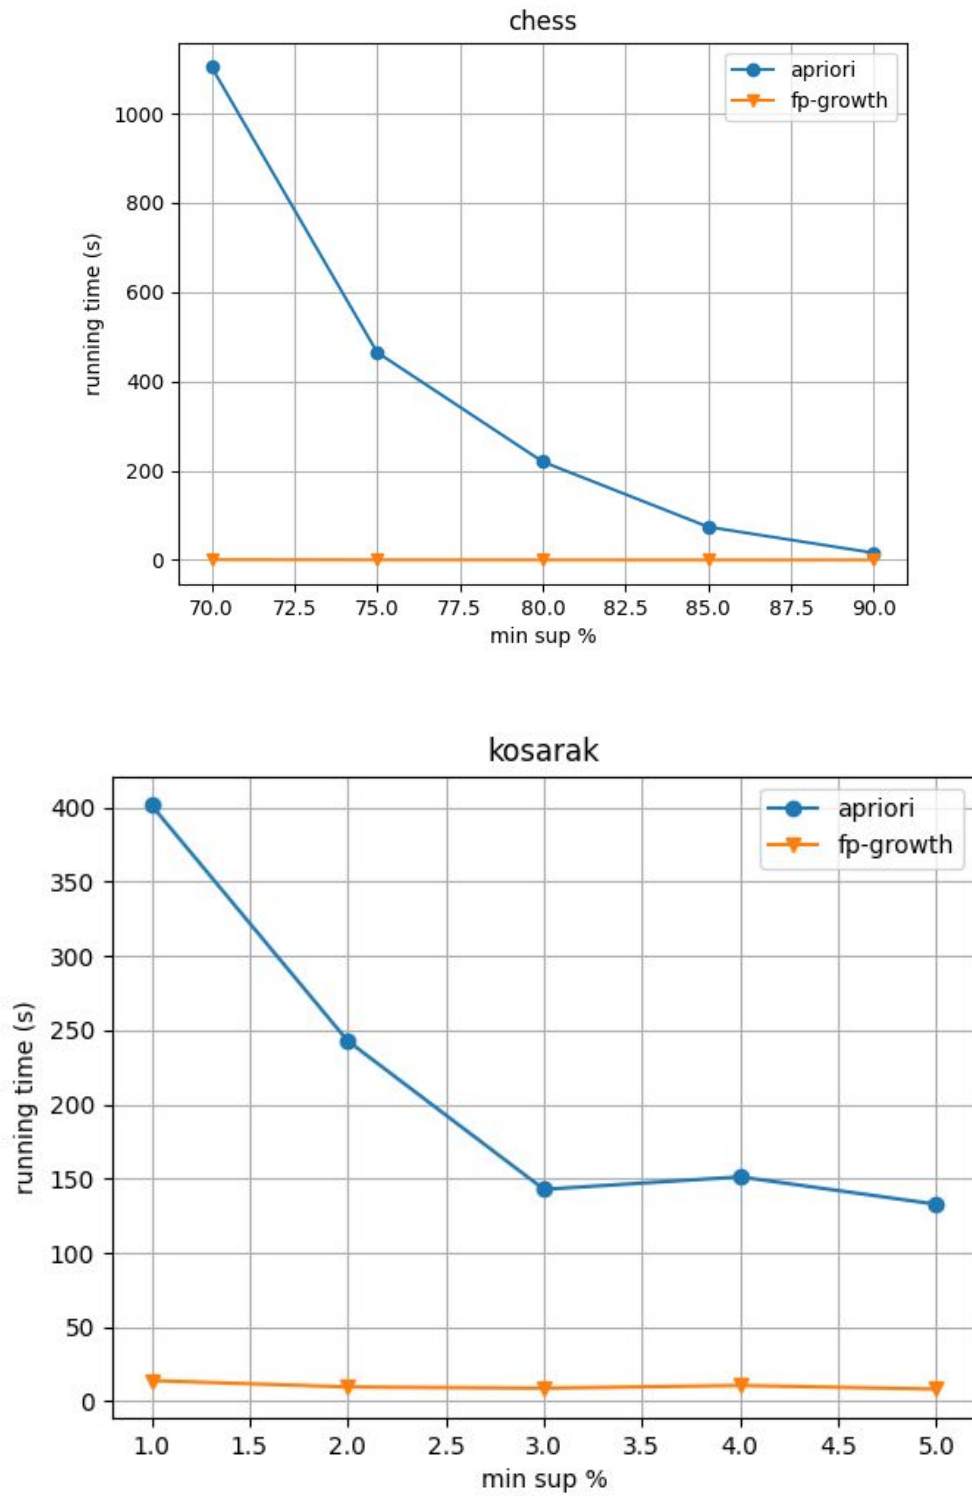 chess
apriori
fp-growth
running time (s)
1000
800
600
400
200
0
70.0 72.5 75.0 77.5 80.0 82.5 85.0 87.5 90.0
min sup %
kosarak
apriori
fp-growth
running time (s)
400
350
300
250
200
150
100
50
0
1.0 1.5 2.0 2.5 3.0 3.5 4.0 4.5 5.0
min sup %